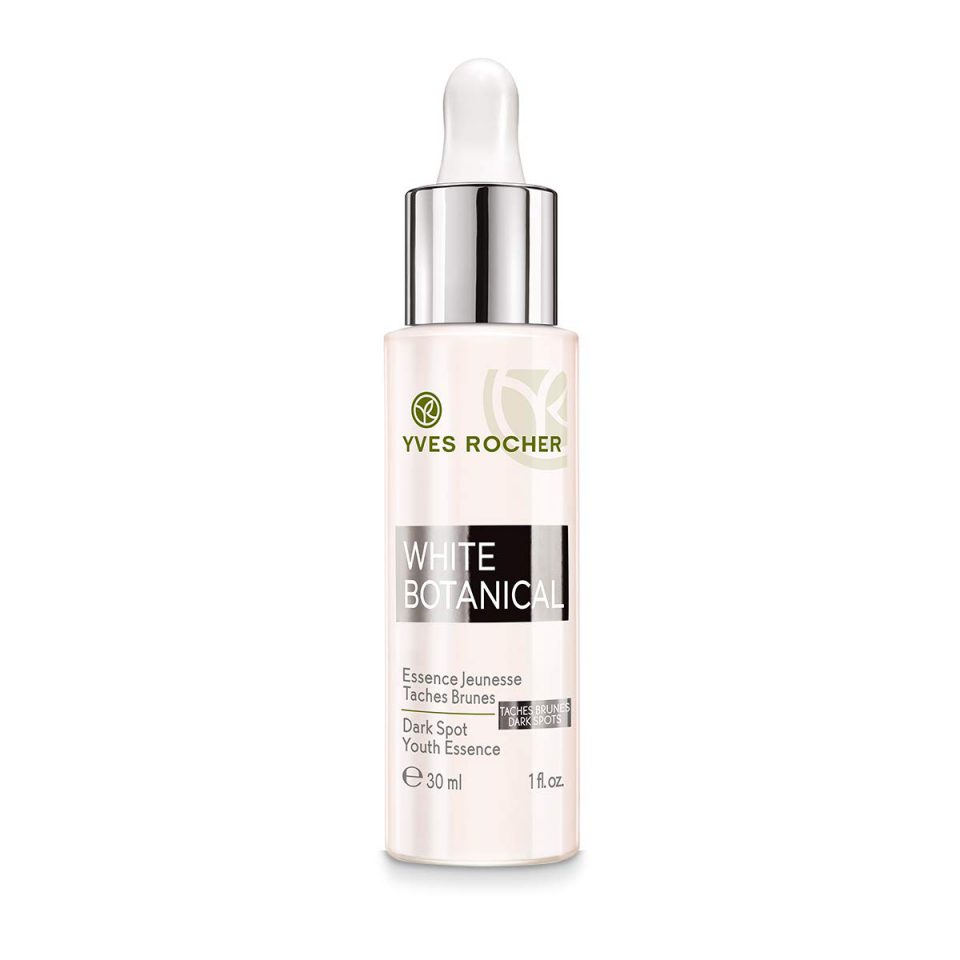 YVES ROCHER
WHITE
BOTANICAL
Essence Jeunesse
Taches Brunes
TACHES BRUNES
DARK SPOTS
Dark Spot
Youth Essence
℮ 30 ml 1 fl. oz.